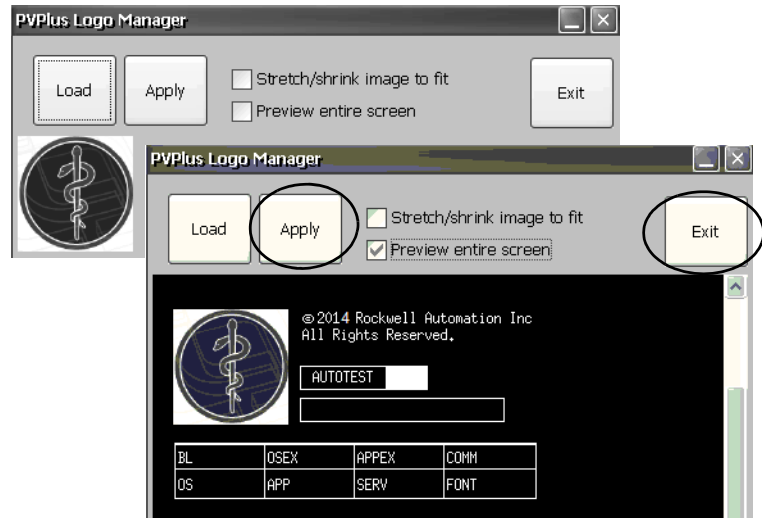 PVPlus Logo Manager
Load Apply Stretch/shrink image to fit Exit
Preview entire screen
PVPlus Logo Manager
Load Apply Stretch/shrink image to fit Exit
Preview entire screen
©2014 Rockwell Automation Inc
All Rights Reserved.
AUTOTEST
BL OSEX APPEX COMM
OS APP SERV FONT